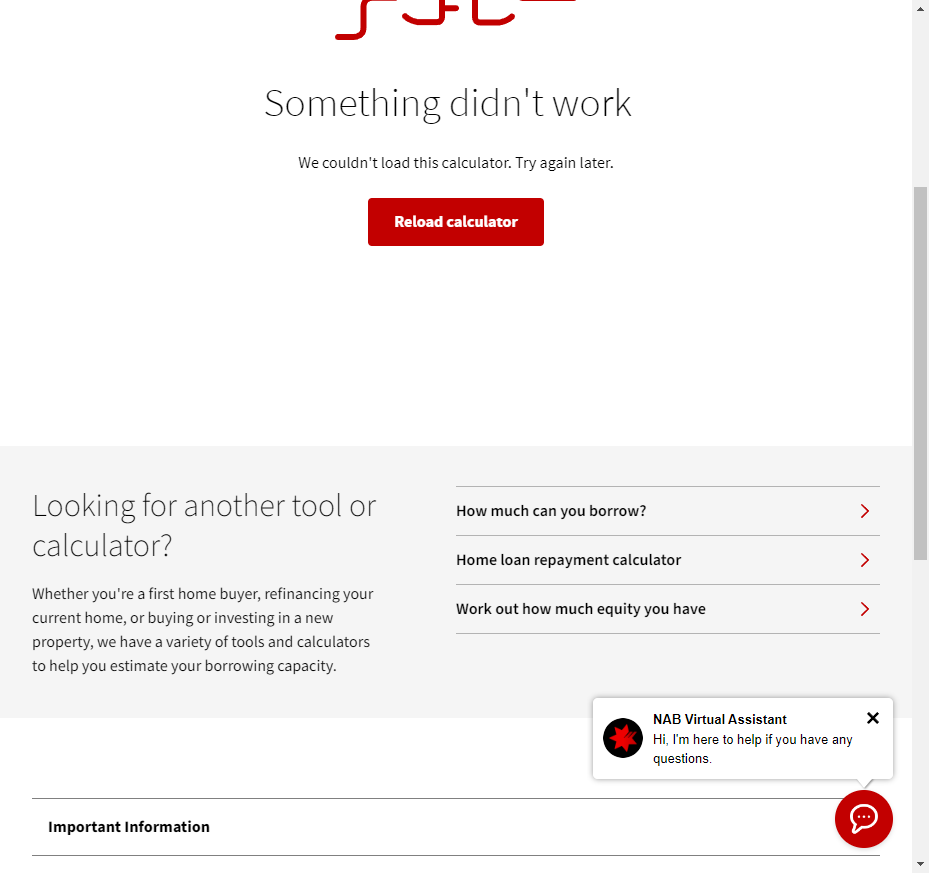 Something didn't work
We couldn't load this calculator. Try again later.
Reload calculator
Looking for another tool or
calculator?
Whether you're a first home buyer, refinancing your
current home, or buying or investing in a new
property, we have a variety of tools and calculators
to help you estimate your borrowing capacity.
How much can you borrow?
Home loan repayment calculator
Work out how much equity you have
NAB Virtual Assistant
Hi, I'm here to help if you have any
questions.
Important Information